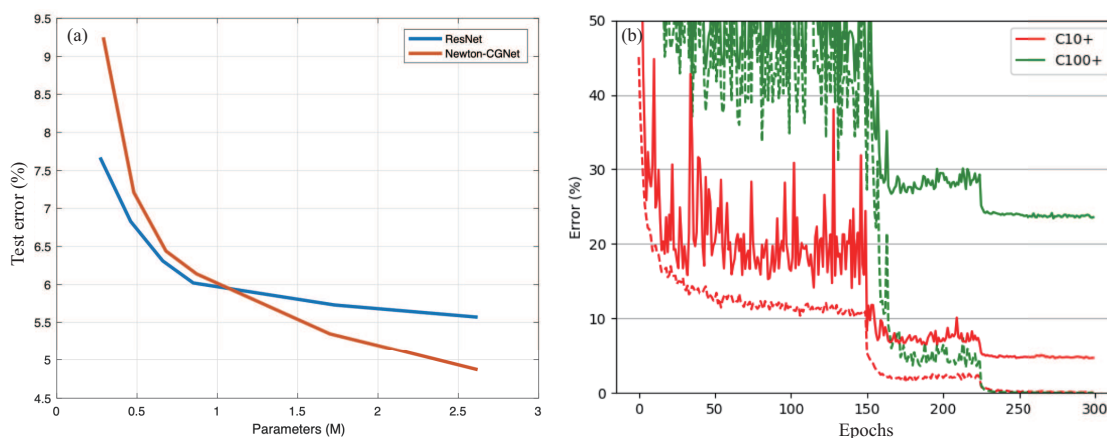 (a)
ResNet
Newton-CGNet
9.5
9
8.5
8
7.5
7
6.5
6
5.5
5
4.5
Test error (%)
0 0.5 1 1.5 2 2.5 3
Parameters (M)
(b)
C10+
C100+
50
40
30
20
10
0
Error (%)
0 50 100 150 200 250 300
Epochs